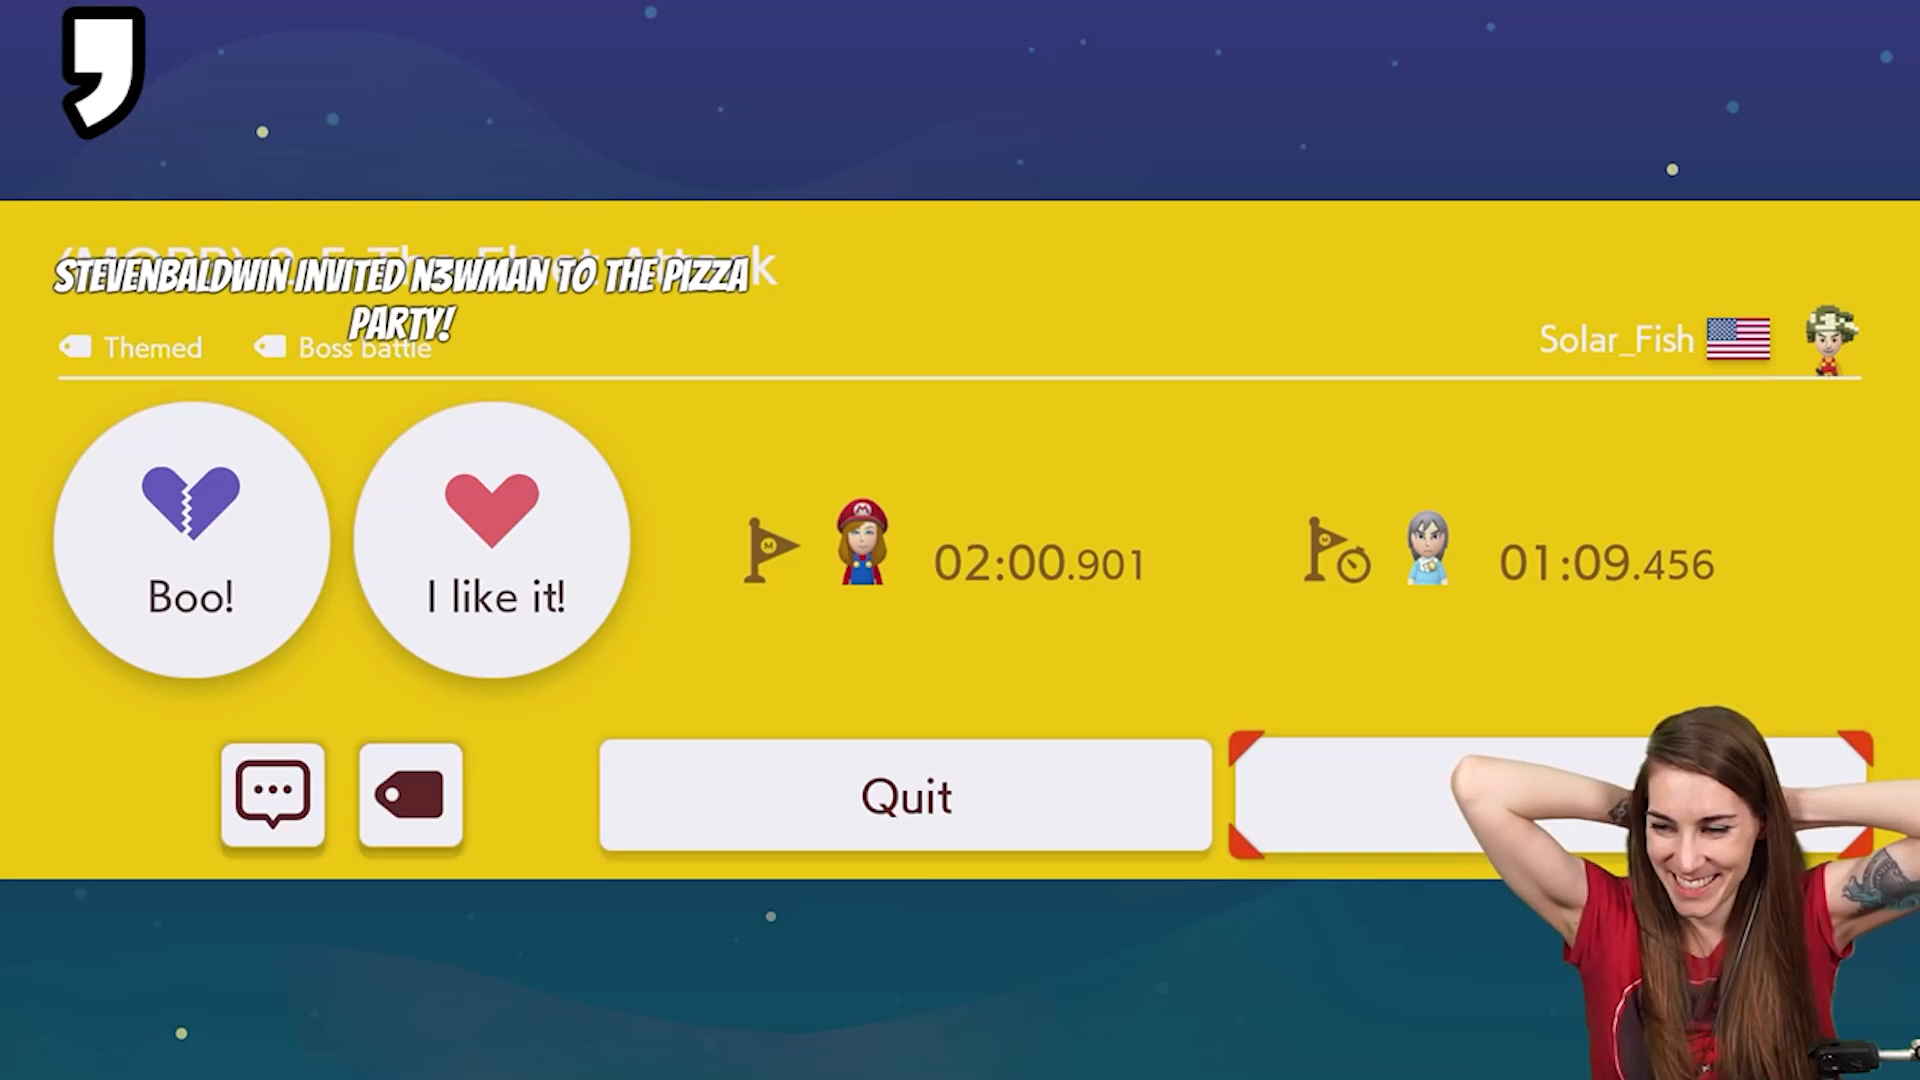 Attack
STEVENBALDWIN INVITED N3WMAN TO THE PIZZA
PARTY!
Themed
Boss battle
Solar_Fish
Boo!
I like it!
02:00.901
01:09.456
Quit